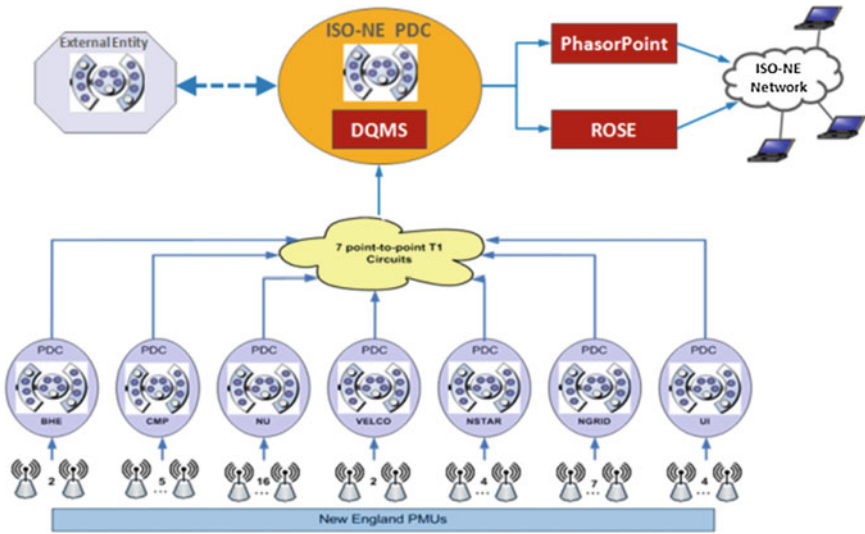 External Entity
ISO-NE PDC
DQMS
PhasorPoint
ROSE
ISO-NE
Network
7 point-to-point T1
Circuits
PDC
BHE
PDC
CMP
PDC
NU
PDC
VELCO
PDC
NSTAR
PDC
NGRID
PDC
UI
2
5
...
16
...
2
4
...
7
...
4
...
New England PMUs